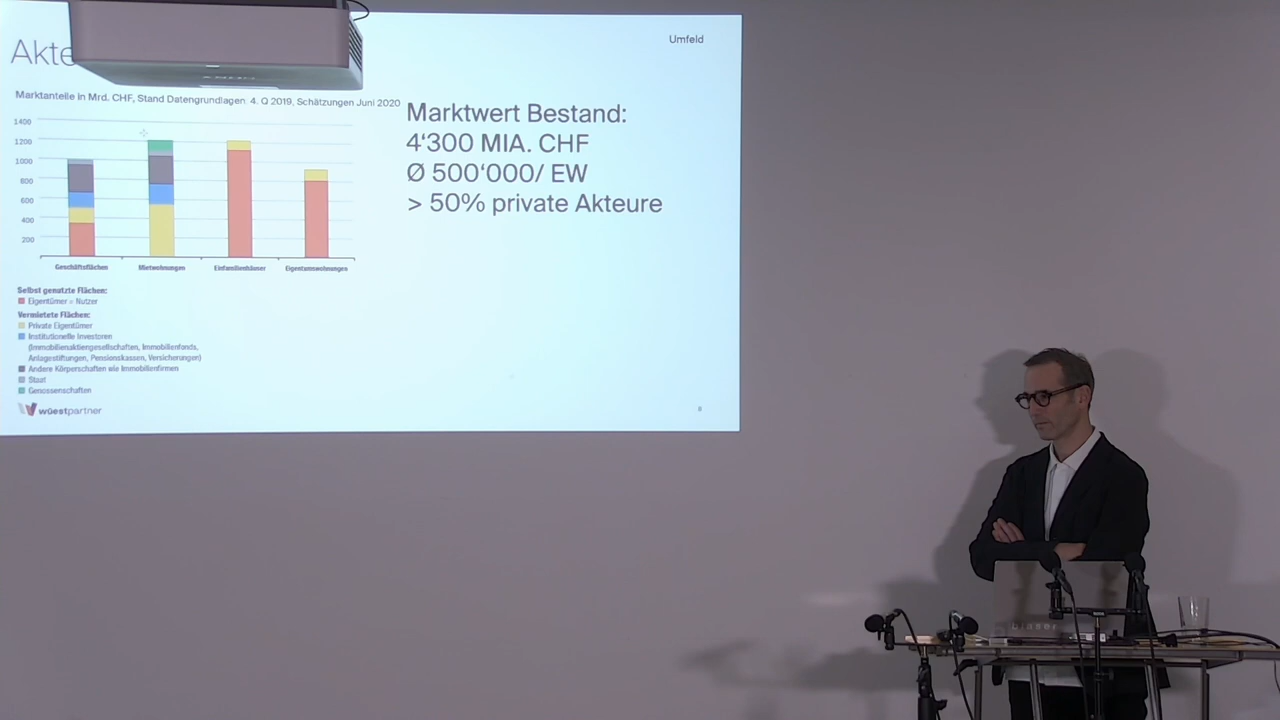 Umfeld
Akte
Marktanteile in Mrd. CHF, Stand Datengrundlagen: 4. Q 2019, Schätzungen Juni 2020
1400
1200
1000
800
600
400
200
Geschäftsflächen Mietwohnungen Einfamilienhäuser Eigentumswohnungen
Marktwert Bestand:
4'300 MIA. CHF
Ø 500'000/ EW
> 50% private Akteure
Selbst genutzte Flächen:
Eigentümer = Nutzer
Vermietete Flächen:
Private Eigentümer
Institutionelle Investoren
(Immobilienaktiengesellschaften, Immobilienfonds,
Anlagestiftungen, Pensionskassen, Versicherungen)
Andere Körperschaften wie Immobilienfirmen
Staat
Genossenschaften
wüestpartner
8